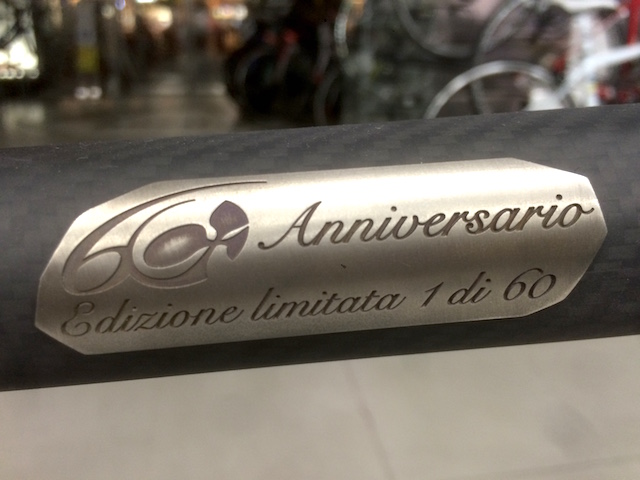 60 Anniversario
Edizione limitata 1 di 60